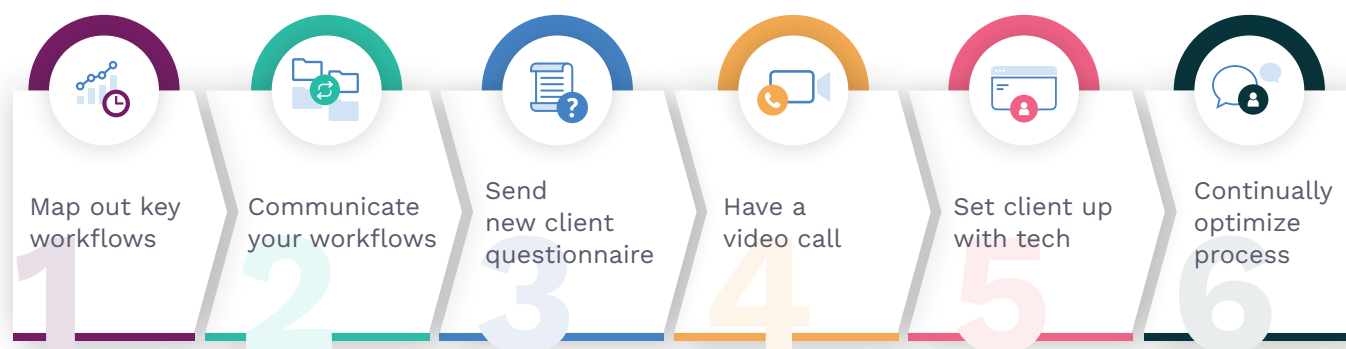 Map out key
workflows
1
Communicate
your workflows
2
Send
new client
questionnaire
3
Have a
video call
4
Set client up
with tech
5
Continually
optimize
process
6